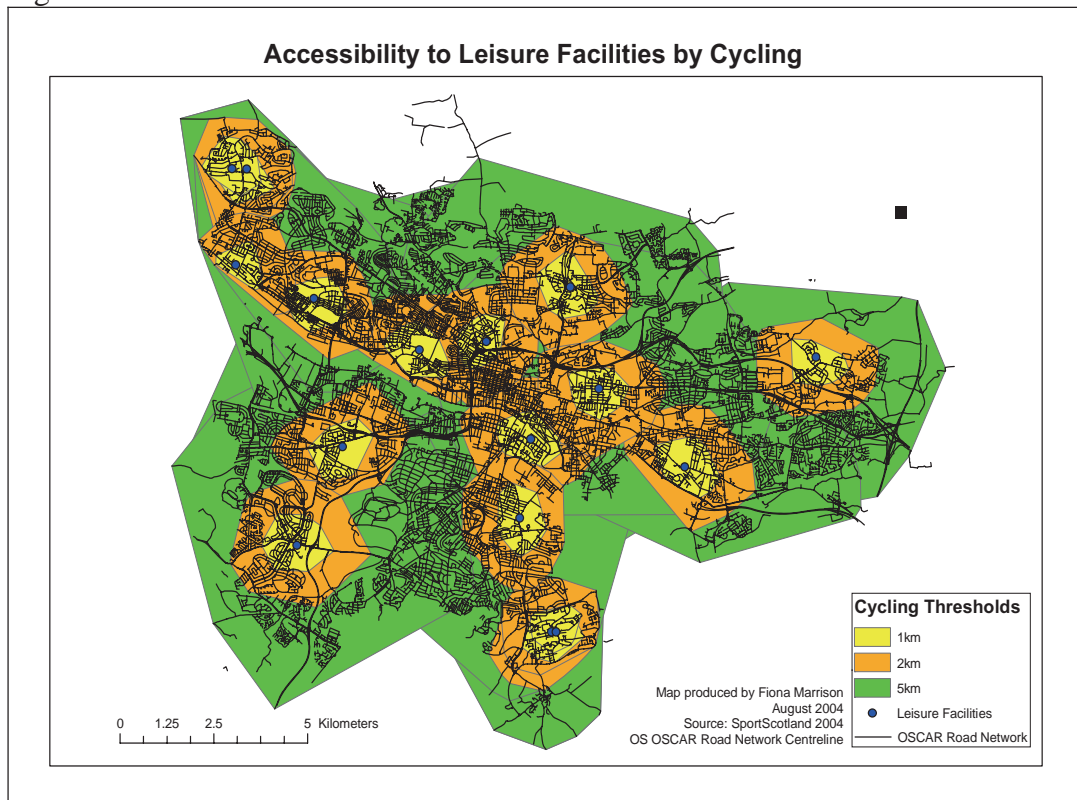 Accessibility to Leisure Facilities by Cycling
Cycling Thresholds
1km
2km
5km
Leisure Facilities
OSCAR Road Network
Map produced by Fiona Marrison
August 2004
Source: SportScotland 2004
OS OSCAR Road Network Centreline
0 1.25 2.5 5 Kilometers